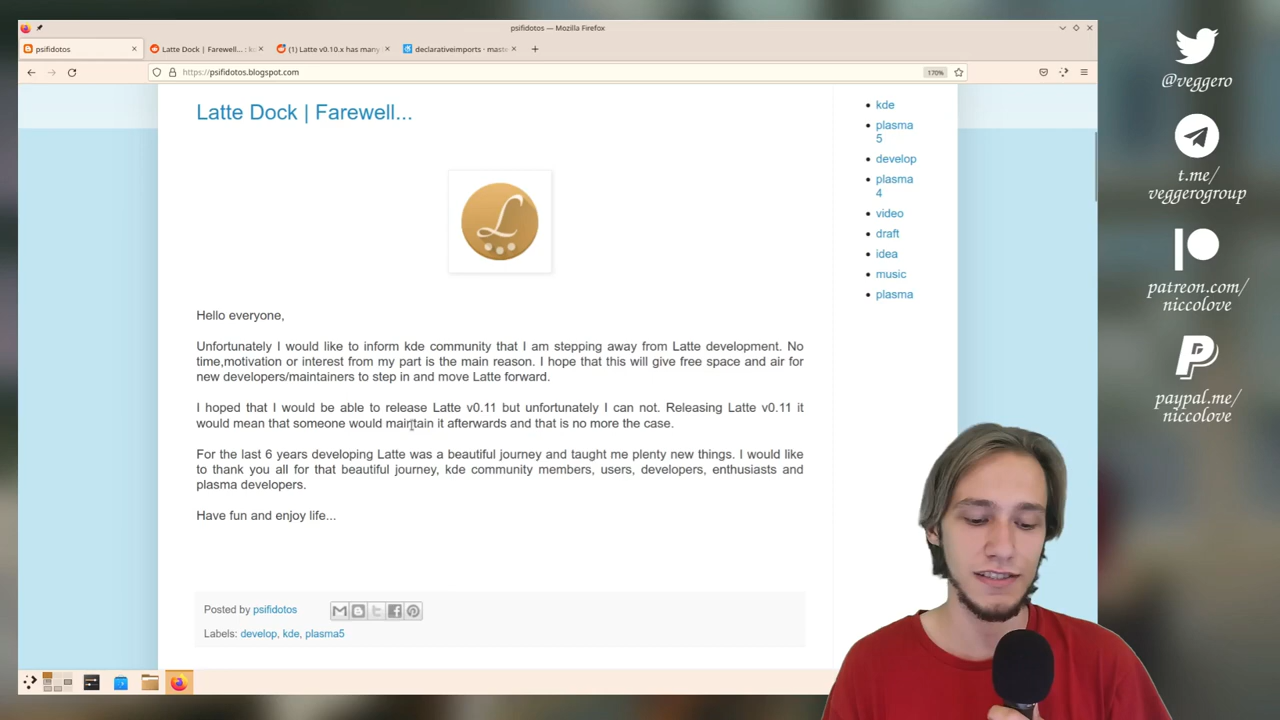 psifidotos — Mozilla Firefox
psifidotos
Latte Dock | Farewell... : k
(1) Latte v0.10.x has many
declarativeimports · maste
https://psifidotos.blogspot.com
170%
Latte Dock | Farewell...
L
Hello everyone,
Unfortunately I would like to inform kde community that I am stepping away from Latte development. No
time,motivation or interest from my part is the main reason. I hope that this will give free space and air for
new developers/maintainers to step in and move Latte forward.
I hoped that I would be able to release Latte v0.11 but unfortunately I can not. Releasing Latte v0.11 it
would mean that someone would maintain it afterwards and that is no more the case.
For the last 6 years developing Latte was a beautiful journey and taught me plenty new things. I would like
to thank you all for that beautiful journey, kde community members, users, developers, enthusiasts and
plasma developers.
Have fun and enjoy life...
Posted by psifidotos
Labels: develop, kde, plasma5
kde
plasma
5
develop
plasma
4
video
draft
idea
music
plasma
@veggero
t.me/
veggerogroup
patreon.com/
niccolove
paypal.me/
niccolove